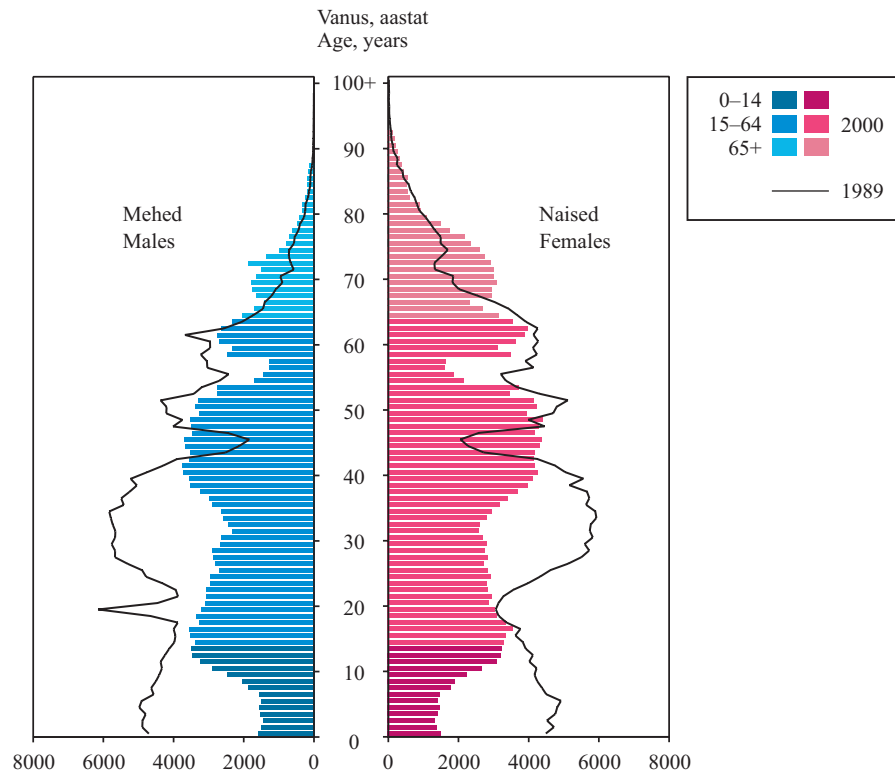 Vanus, aastat
Age, years
100+
90
80
70
60
50
40
30
20
10
0
Mehed
Males
Naised
Females
8000 6000 4000 2000 0
0 2000 4000 6000 8000
0–14
15–64 2000
65+
1989